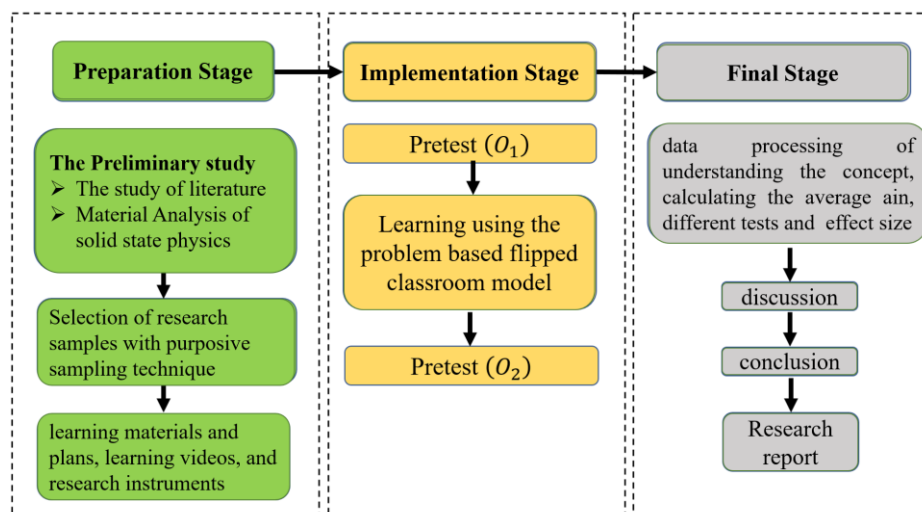 Preparation Stage
The Preliminary study
➢ The study of literature
➢ Material Analysis of
solid state physics
Selection of research
samples with purposive
sampling technique
learning materials and
plans, learning videos, and
research instruments
Implementation Stage
Pretest (O₁)
Learning using the
problem based flipped
classroom model
Pretest (O₂)
Final Stage
data processing of
understanding the concept,
calculating the average ain,
different tests and effect size
discussion
conclusion
Research
report